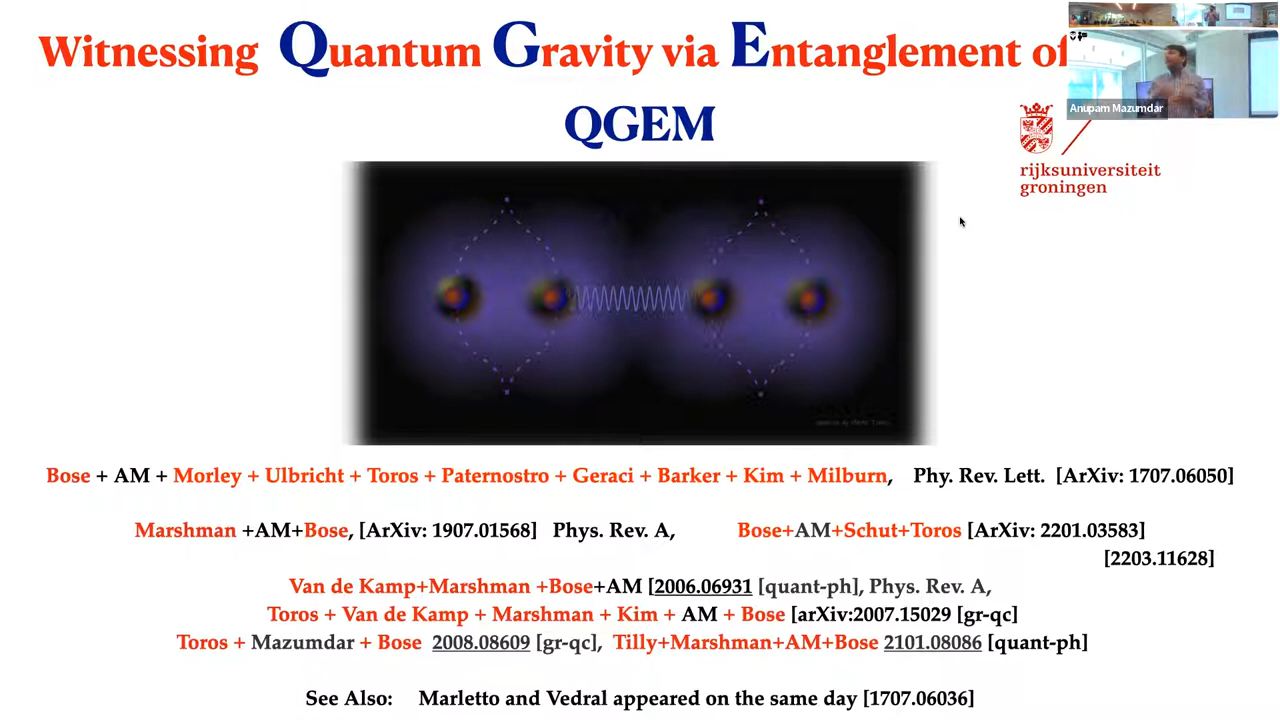 Witnessing Quantum Gravity via Entanglement of
Anupam Mazumdar
QGEM
rijksuniversiteit
groningen
Bose + AM + Morley + Ulbricht + Toros + Paternostro + Geraci + Barker + Kim + Milburn, Phy. Rev. Lett. [ArXiv: 1707.06050]
Marshman +AM+Bose, [ArXiv: 1907.01568] Phys. Rev. A, Bose+AM+Schut+Toros [ArXiv: 2201.03583]
[2203.11628]
Van de Kamp+Marshman +Bose+AM [2006.06931 [quant-ph], Phys. Rev. A,
Toros + Van de Kamp + Marshman + Kim + AM + Bose [arXiv:2007.15029 [gr-qc]
Toros + Mazumdar + Bose 2008.08609 [gr-qc], Tilly+Marshman+AM+Bose 2101.08086 [quant-ph]
See Also: Marletto and Vedral appeared on the same day [1707.06036]